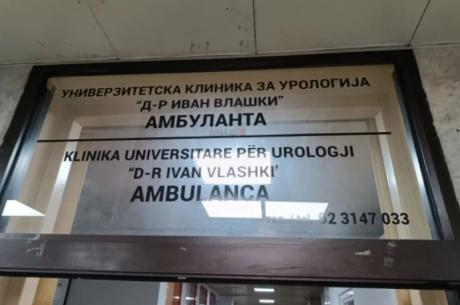 УНИВЕРЗИТЕТСКА КЛИНИКА ЗА УРОЛОГИЈА
“Д-Р ИВАН ВЛАШКИ”
АМБУЛАНТА
KLINIKA UNIVERSITARE PËR UROLOGJI
“D-R IVAN VLASHKI’
AMBULANCA
02 3147 033